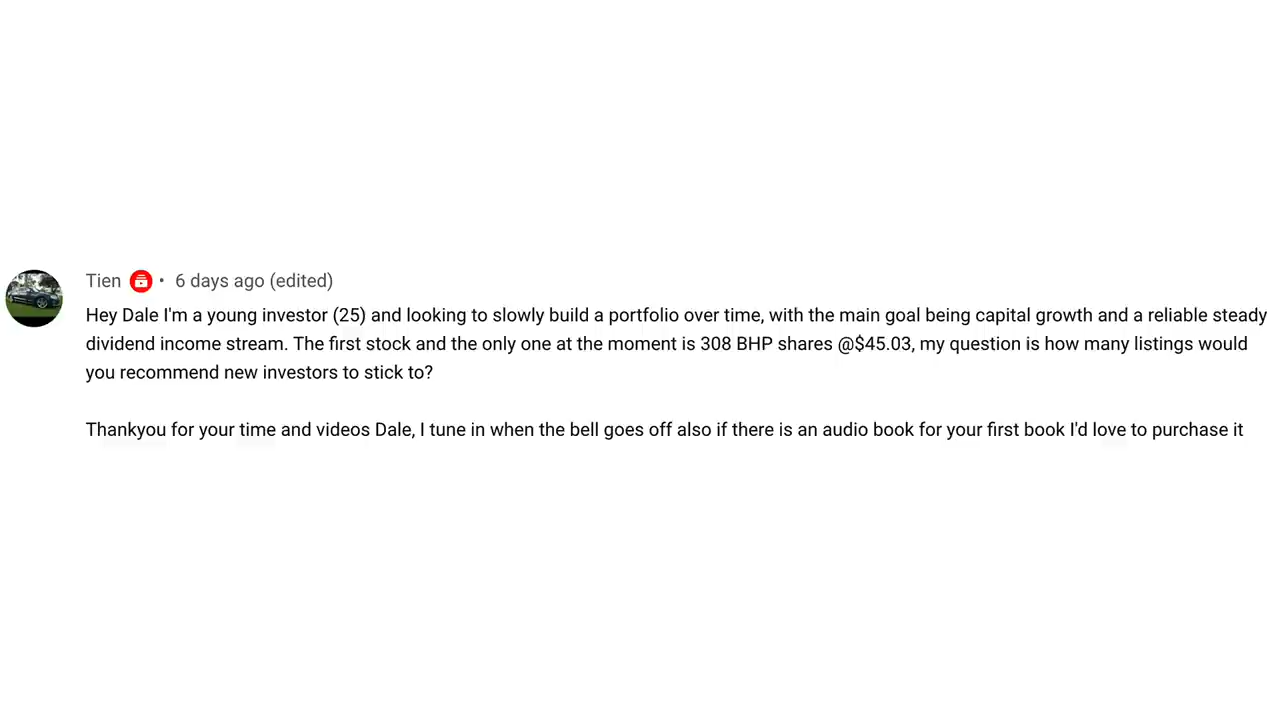 Tien • 6 days ago (edited)
Hey Dale I'm a young investor (25) and looking to slowly build a portfolio over time, with the main goal being capital growth and a reliable steady
dividend income stream. The first stock and the only one at the moment is 308 BHP shares @$45.03, my question is how many listings would
you recommend new investors to stick to?
Thankyou for your time and videos Dale, I tune in when the bell goes off also if there is an audio book for your first book I'd love to purchase it